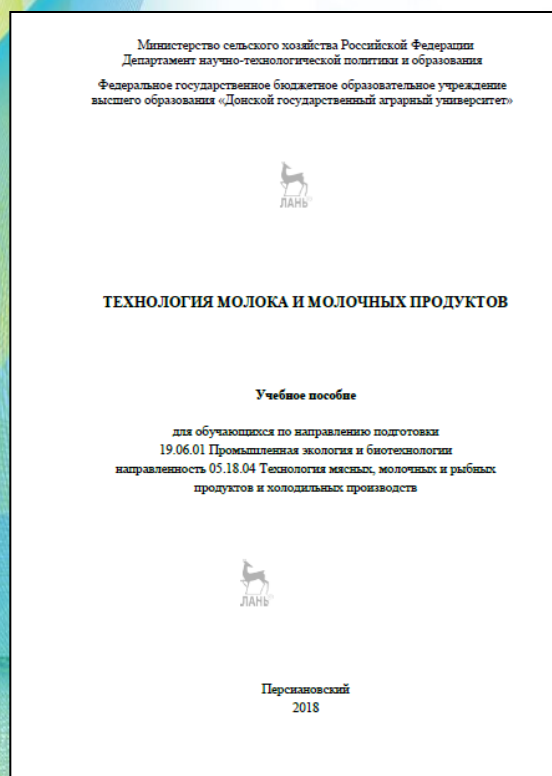 Министерство сельского хозяйства Российской Федерации
Департамент научно-технологической политики и образования
Федеральное государственное бюджетное образовательное учреждение
высшего образования «Донской государственный аграрный университет»
ЛАНЬ®
ТЕХНОЛОГИЯ МОЛОКА И МОЛОЧНЫХ ПРОДУКТОВ
Учебное пособие
для обучающихся по направлению подготовки
19.06.01 Промышленная экология и биотехнологии
направленность 05.18.04 Технология мясных, молочных и рыбных
продуктов и холодильных производств
ЛАНЬ®
Персиановский
2018